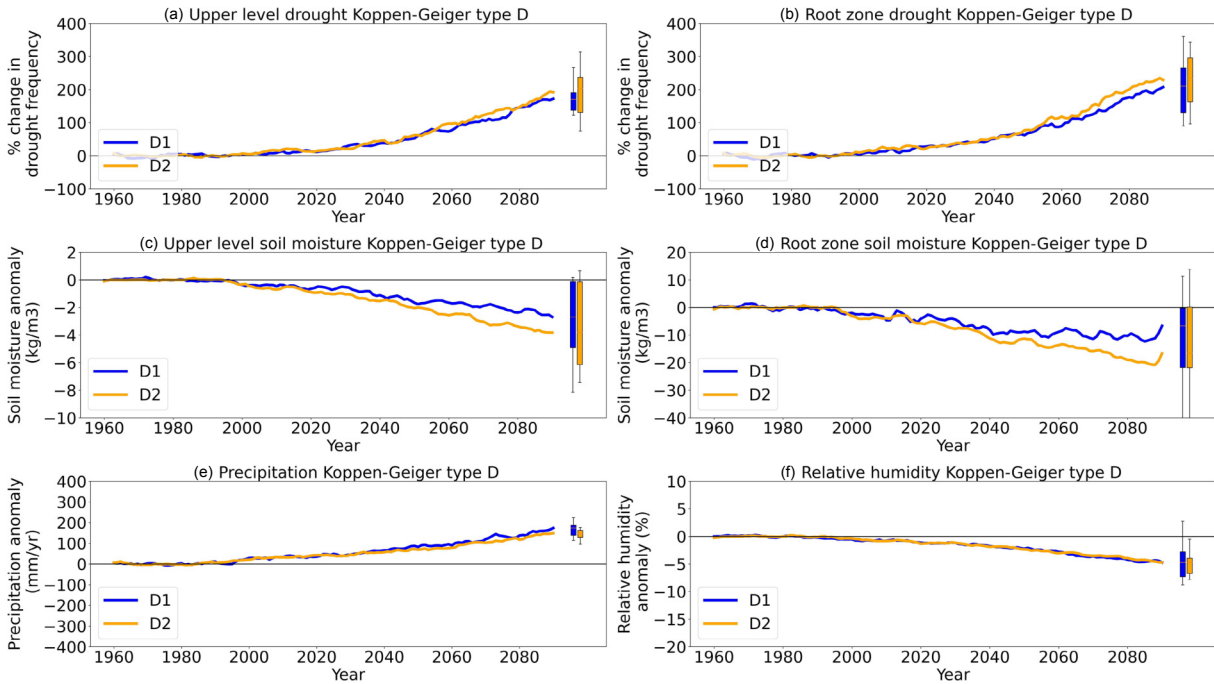 (a) Upper level drought Koppen-Geiger type D
% change in
drought frequency
400
300
200
100
0
−100
D1
D2
1960 1980 2000 2020 2040 2060 2080
Year
(b) Root zone drought Koppen-Geiger type D
% change in
drought frequency
400
300
200
100
0
−100
D1
D2
1960 1980 2000 2020 2040 2060 2080
Year
(c) Upper level soil moisture Koppen-Geiger type D
Soil moisture anomaly
(kg/m3)
2
0
−2
−4
−6
−8
−10
D1
D2
1960 1980 2000 2020 2040 2060 2080
Year
(d) Root zone soil moisture Koppen-Geiger type D
Soil moisture anomaly
(kg/m3)
20
10
0
−10
−20
−30
−40
D1
D2
1960 1980 2000 2020 2040 2060 2080
Year
(e) Precipitation Koppen-Geiger type D
Precipitation anomaly
(mm/yr)
400
300
200
100
0
−100
−200
−300
−400
D1
D2
1960 1980 2000 2020 2040 2060 2080
Year
(f) Relative humidity Koppen-Geiger type D
Relative humidity
anomaly (%)
10
5
0
−5
−10
−15
−20
D1
D2
1960 1980 2000 2020 2040 2060 2080
Year